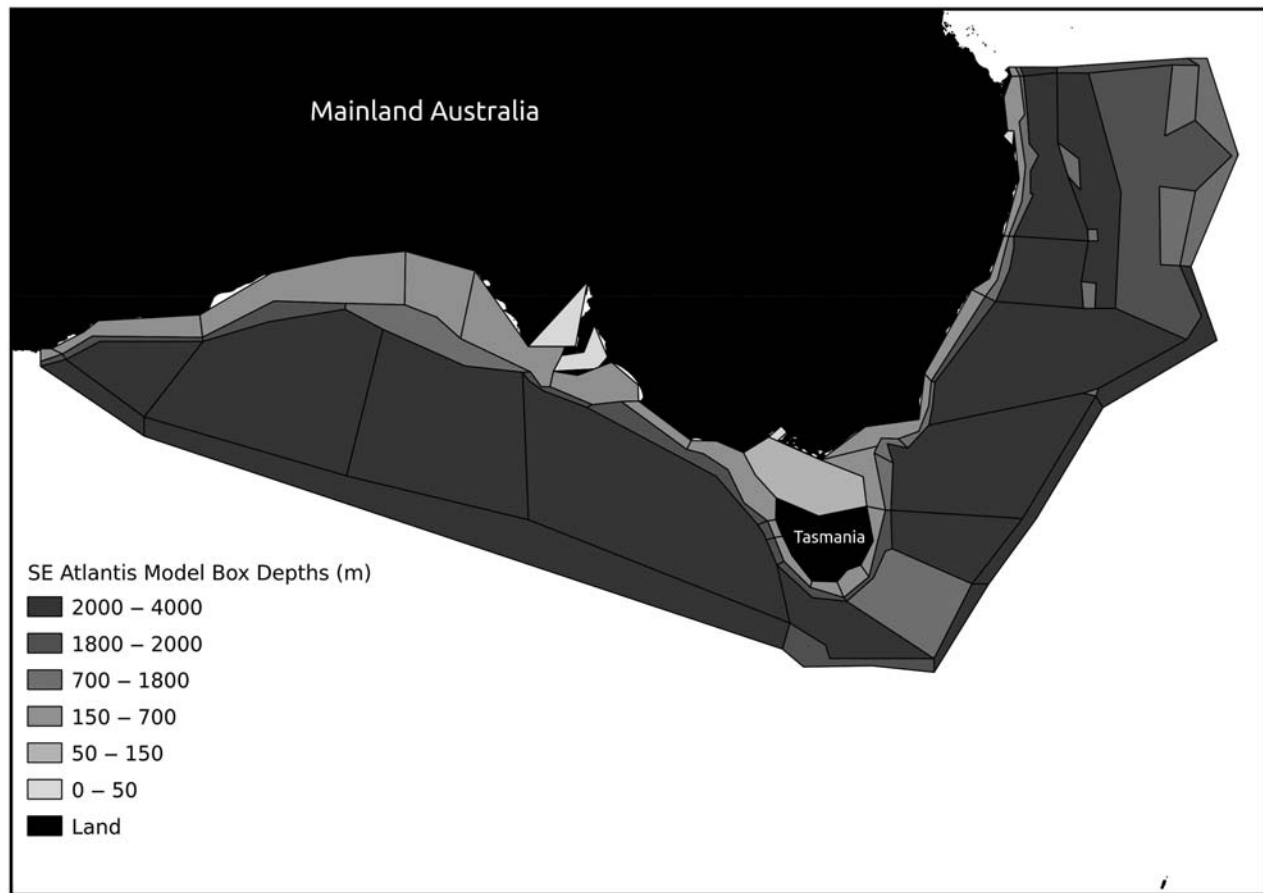 Mainland Australia
Tasmania
SE Atlantis Model Box Depths (m)
2000 – 4000
1800 – 2000
700 – 1800
150 – 700
50 – 150
0 – 50
Land